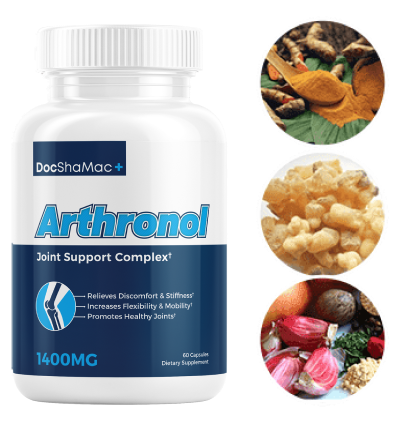 DocShaMac+
Arthronol
Joint Support Complex†
Relieves Discomfort & Stiffness†
Increases Flexibility & Mobility†
Promotes Healthy Joints†
1400MG
60 Capsules
Dietary Supplement